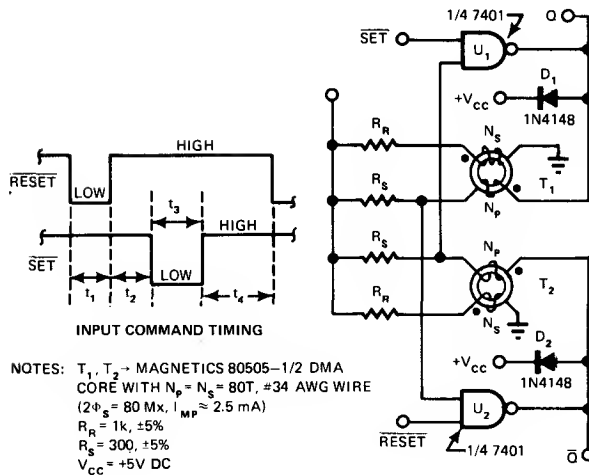 1/4 7401
Q
SET
U1
D1
+VCC
1N4148
RR
NS
HIGH
RESET
LOW
t3
HIGH
RS
T1
NP
SET
LOW
RS
NP
t1
t2
t4
T2
INPUT COMMAND TIMING
RR
NS
D2
+VCC
1N4148
NOTES: T1, T2 → MAGNETICS 80505–1/2 DMA
CORE WITH NP = NS = 80T, #34 AWG WIRE
(2ΦS = 80 Mx, IMP ≈ 2.5 mA)
RR = 1k, ±5%
RS = 300, ±5%
VCC = +5V DC
U2
RESET
1/4 7401
Q